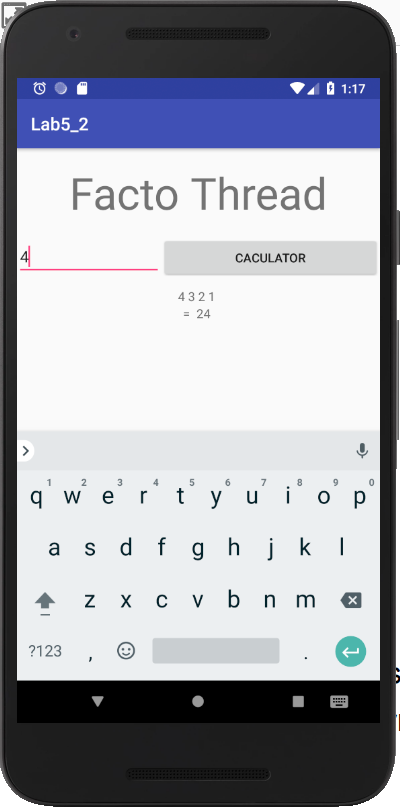 1:17
Lab5_2
Facto Thread
4 CACULATOR
4 3 2 1
= 24
1 2 3 4 5 6 7 8 9 0
q w e r t y u i o p
a s d f g h j k l
z x c v b n m
?123 , .